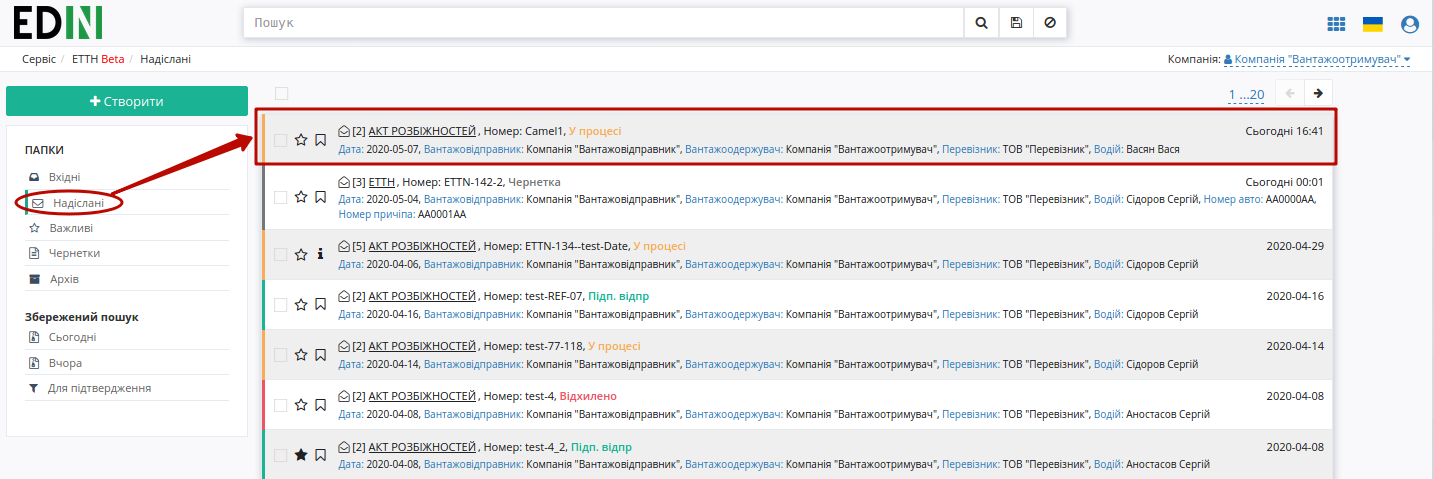 EDIN
Пошук
Сервіс / ЕТТН Beta / Надіслані
Компанія: Компанія "Вантажоотримувач"
Створити
1 ...20
ПАПКИ
Вхідні
Надіслані
Важливі
Чернетки
Архів
Збережений пошук
Сьогодні
Вчора
Для підтвердження
[2] АКТ РОЗБІЖНОСТЕЙ , Номер: Camel1, У процесі Сьогодні 16:41
Дата: 2020-05-07, Вантажовідправник: Компанія "Вантажовідправник", Вантажоодержувач: Компанія "Вантажоотримувач", Перевізник: ТОВ "Перевізник", Водій: Васян Вася
[3] ЕТТН , Номер: ETTN-142-2, Чернетка Сьогодні 00:01
Дата: 2020-05-04, Вантажовідправник: Компанія "Вантажовідправник", Вантажоодержувач: Компанія "Вантажоотримувач", Перевізник: ТОВ "Перевізник", Водій: Сідоров Сергій, Номер авто: АА0000АА,
Номер причіпа: АА0001АА
[5] АКТ РОЗБІЖНОСТЕЙ , Номер: ETTN-134--test-Date, У процесі 2020-04-29
Дата: 2020-04-06, Вантажовідправник: Компанія "Вантажовідправник", Вантажоодержувач: Компанія "Вантажоотримувач", Перевізник: ТОВ "Перевізник", Водій: Сідоров Сергій
[2] АКТ РОЗБІЖНОСТЕЙ , Номер: test-REF-07, Підп. відпр 2020-04-16
Дата: 2020-04-16, Вантажовідправник: Компанія "Вантажовідправник", Вантажоодержувач: Компанія "Вантажоотримувач", Перевізник: ТОВ "Перевізник", Водій: Сідоров Сергій
[2] АКТ РОЗБІЖНОСТЕЙ , Номер: test-77-118, У процесі 2020-04-14
Дата: 2020-04-14, Вантажовідправник: Компанія "Вантажовідправник", Вантажоодержувач: Компанія "Вантажоотримувач", Перевізник: ТОВ "Перевізник", Водій: Сідоров Сергій
[2] АКТ РОЗБІЖНОСТЕЙ , Номер: test-4, Відхилено 2020-04-08
Дата: 2020-04-08, Вантажовідправник: Компанія "Вантажовідправник", Вантажоодержувач: Компанія "Вантажоотримувач", Перевізник: ТОВ "Перевізник", Водій: Аностасов Сергій
[2] АКТ РОЗБІЖНОСТЕЙ , Номер: test-4_2, Підп. відпр 2020-04-08
Дата: 2020-04-08, Вантажовідправник: Компанія "Вантажовідправник", Вантажоодержувач: Компанія "Вантажоотримувач", Перевізник: ТОВ "Перевізник", Водій: Аностасов Сергій